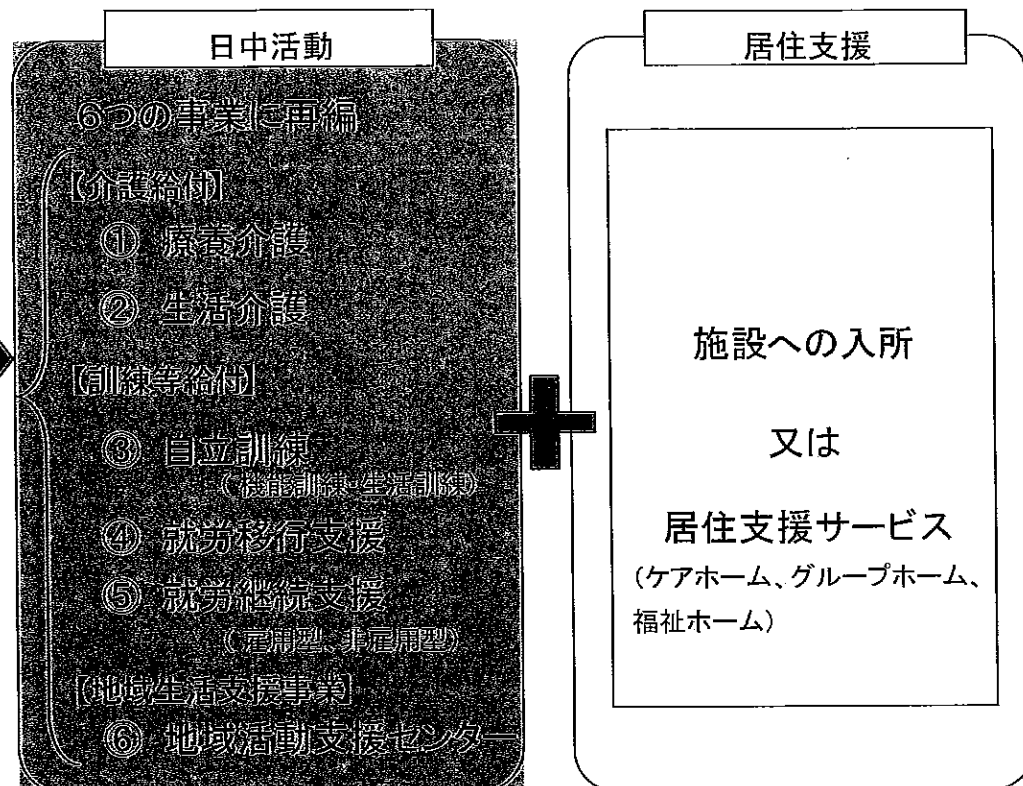 日中活動
6つの事業に再編
【介護給付】
① 療養介護
② 生活介護
【訓練等給付】
③ 自立訓練
(機能訓練・生活訓練)
④ 就労移行支援
⑤ 就労継続支援
(雇用型、非雇用型)
【地域生活支援事業】
⑥ 地域活動支援センター
居住支援
施設への入所
又は
居住支援サービス
(ケアホーム、グループホーム、
福祉ホーム)